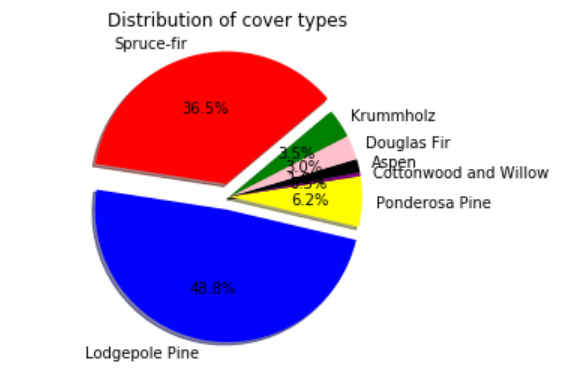 Distribution of cover types
Spruce-fir
36.5%
Krummholz
3.5%
Douglas Fir
3.0%
Aspen
Cottonwood and Willow
6.2%
Ponderosa Pine
48.8%
Lodgepole Pine